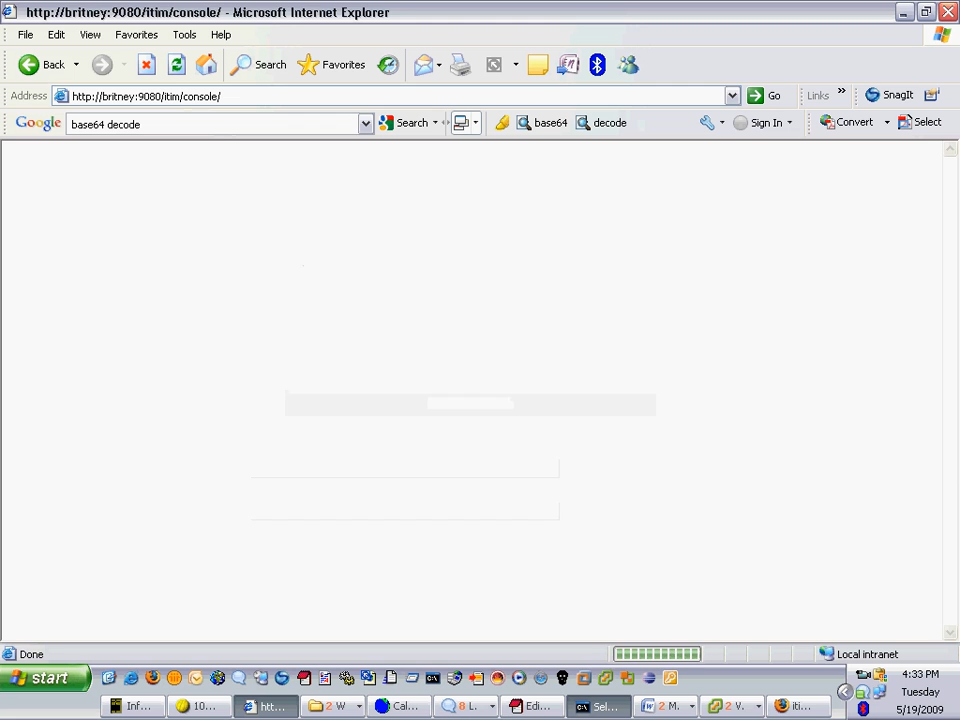 http://britney:9080/itim/console/ - Microsoft Internet Explorer
File Edit View Favorites Tools Help
Back Search Favorites
Address http://britney:9080/itim/console/ Go Links » SnagIt
Google base64 decode Search base64 decode Sign In Convert Select
Done Local intranet
start 4:33 PM
Tuesday
Inf... 10... htt... 2 W Cal... 8 L. Edi... Sel... 2 M. 2 V. iti... 5/19/2009